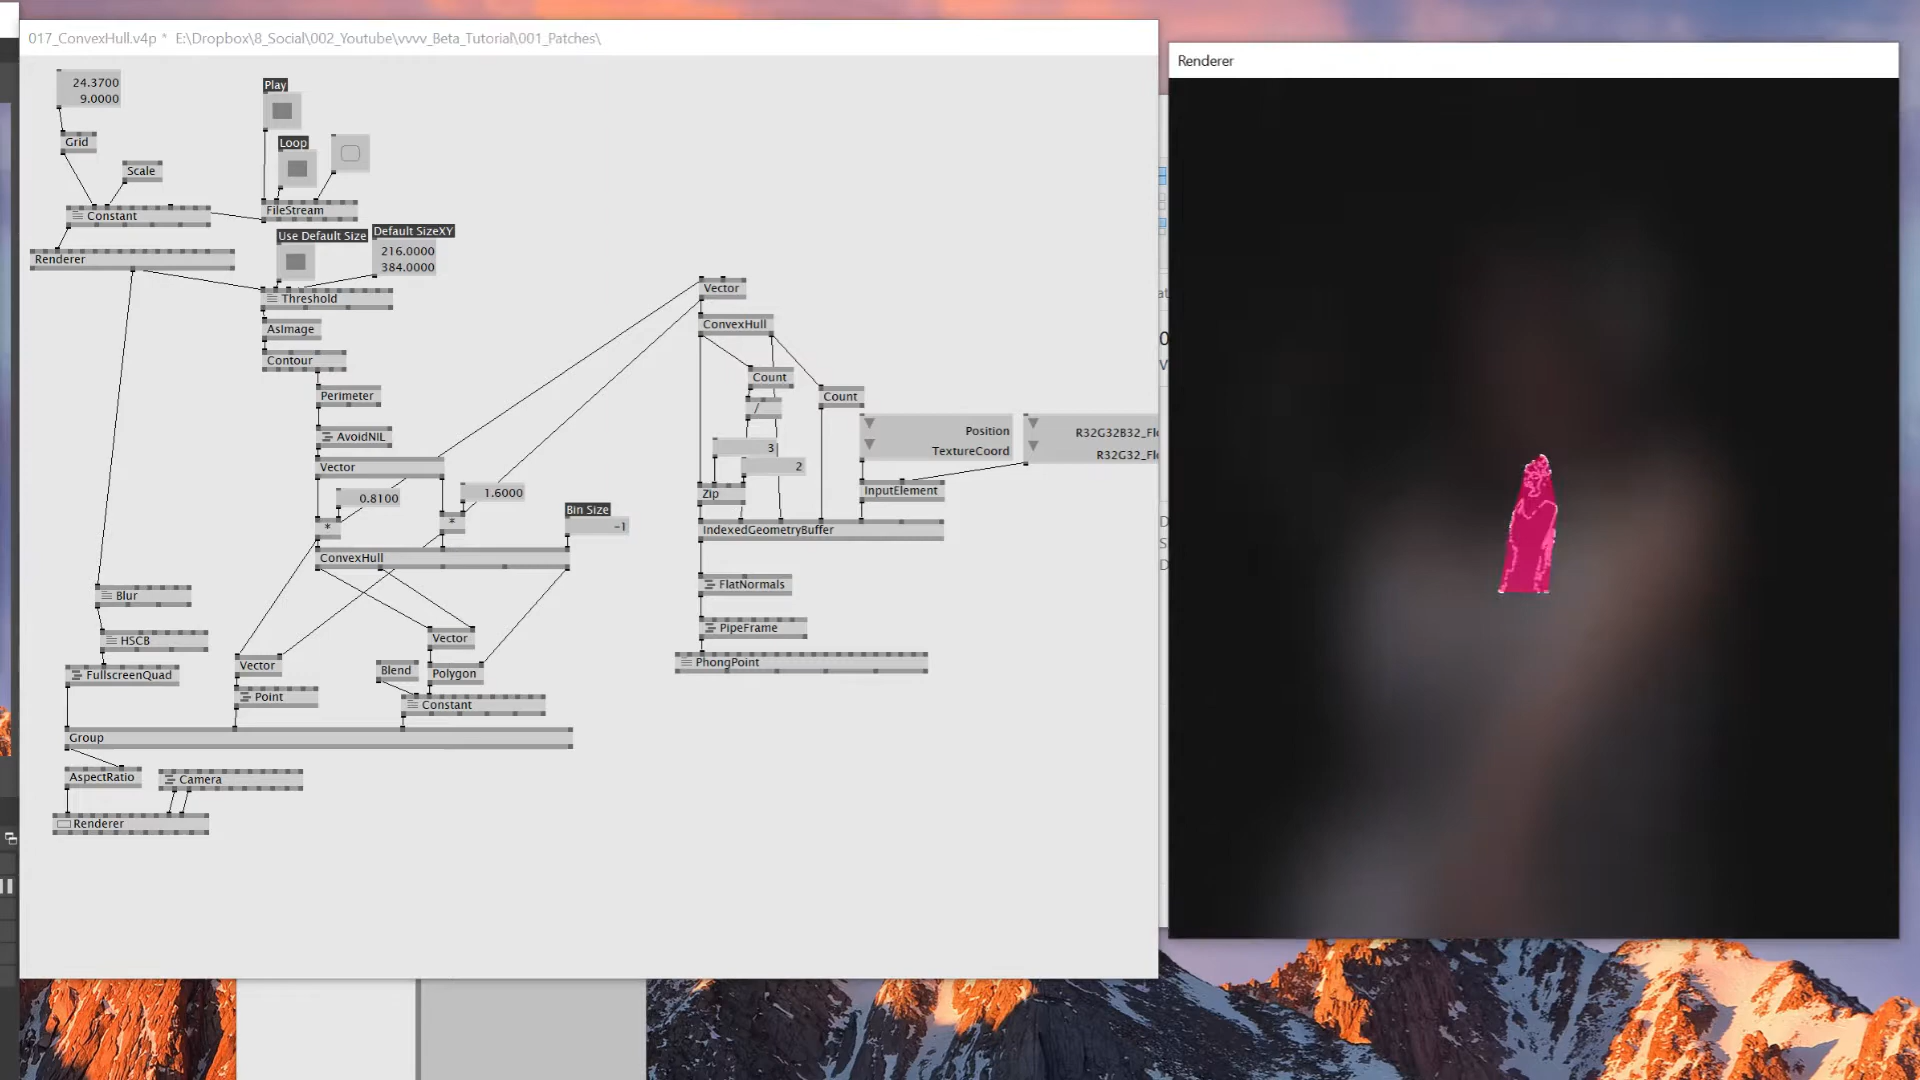 017_ConvexHull.v4p * E:\Dropbox\8_Social\002_Youtube\vvvv_Beta_Tutorial\001_Patches\
Renderer
24.3700
9.0000
Play
Grid
Loop
Scale
Constant
FileStream
Use Default Size
Default SizeXY
216.0000
384.0000
Renderer
Threshold
AsImage
Contour
Perimeter
AvoidNIL
Vector
0.8100
1.6000
*
*
Bin Size
-1
ConvexHull
Blur
HSCB
FullscreenQuad
Vector
Point
Vector
Blend
Polygon
Constant
Group
AspectRatio
Camera
Renderer
Vector
ConvexHull
Count
Count
/
3
2
Position
TextureCoord
R32G32B32_Flo
R32G32_Flo
Zip
InputElement
IndexedGeometryBuffer
FlatNormals
PipeFrame
PhongPoint